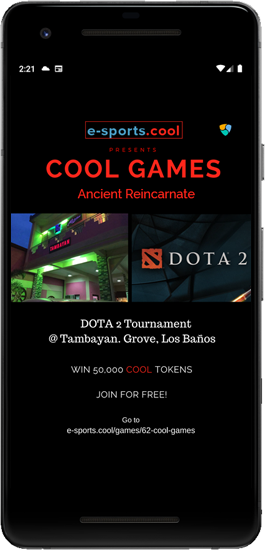 2:21
e-sports.cool
PRESENTS
COOL GAMES
Ancient Reincarnate
TAMBAYAN
DOTA 2
DOTA 2 Tournament
@ Tambayan. Grove, Los Baños
WIN 50,000 COOL TOKENS
JOIN FOR FREE!
Go to
e-sports.cool/games/62-cool-games